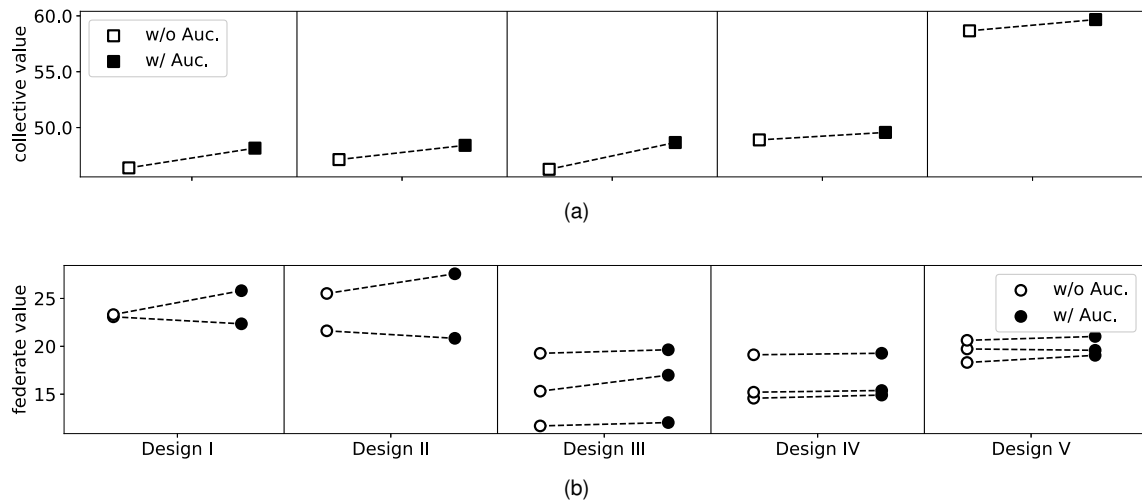 collective value
60.0
55.0
50.0
w/o Auc.
w/ Auc.
(a)
federate value
25
20
15
w/o Auc.
w/ Auc.
Design I
Design II
Design III
Design IV
Design V
(b)